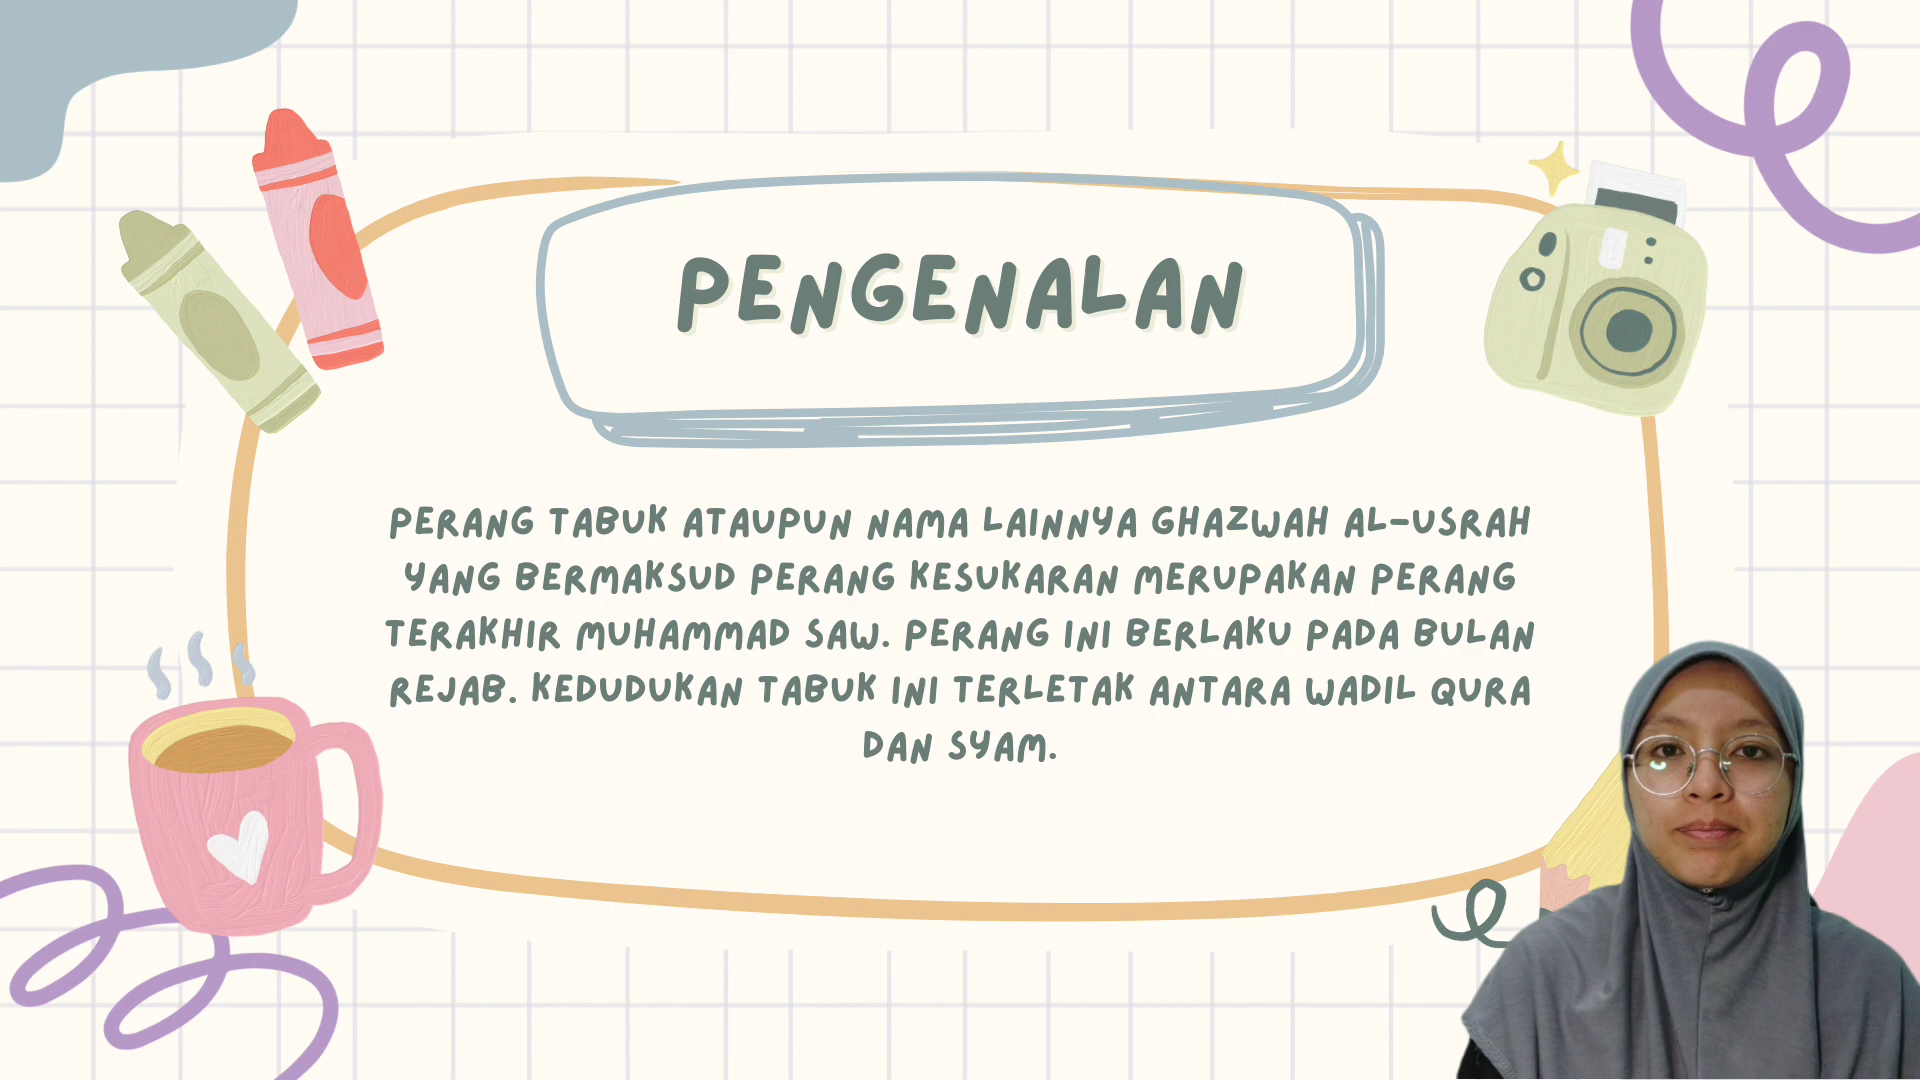 PENGENALAN
PERANG TABUK ATAUPUN NAMA LAINNYA GHAZWAH AL-USRAH
YANG BERMAKSUD PERANG KESUKARAN MERUPAKAN PERANG
TERAKHIR MUHAMMAD SAW. PERANG INI BERLAKU PADA BULAN
REJAB. KEDUDUKAN TABUK INI TERLETAK ANTARA WADIL QURA
DAN SYAM.